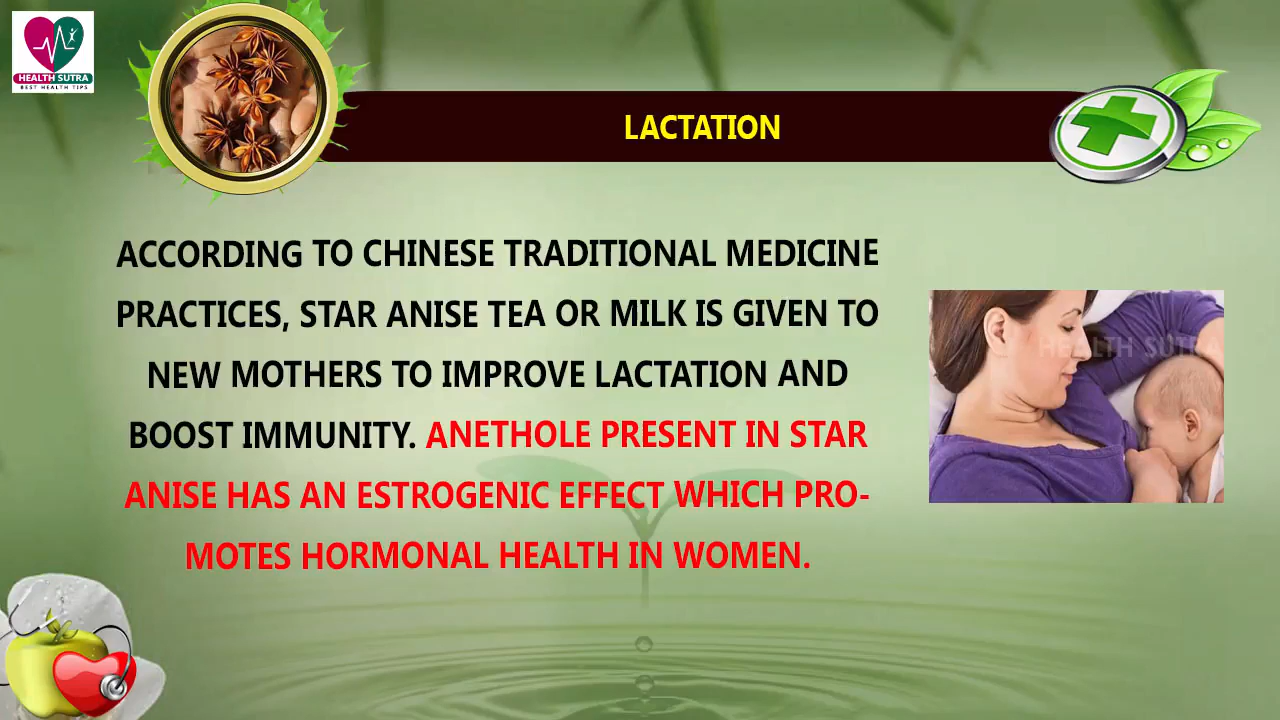 HEALTH SUTRA
BEST HEALTH TIPS
LACTATION
ACCORDING TO CHINESE TRADITIONAL MEDICINE
PRACTICES, STAR ANISE TEA OR MILK IS GIVEN TO
NEW MOTHERS TO IMPROVE LACTATION AND
BOOST IMMUNITY. ANETHOLE PRESENT IN STAR
ANISE HAS AN ESTROGENIC EFFECT WHICH PRO-
MOTES HORMONAL HEALTH IN WOMEN.
HEALTH SUTRA